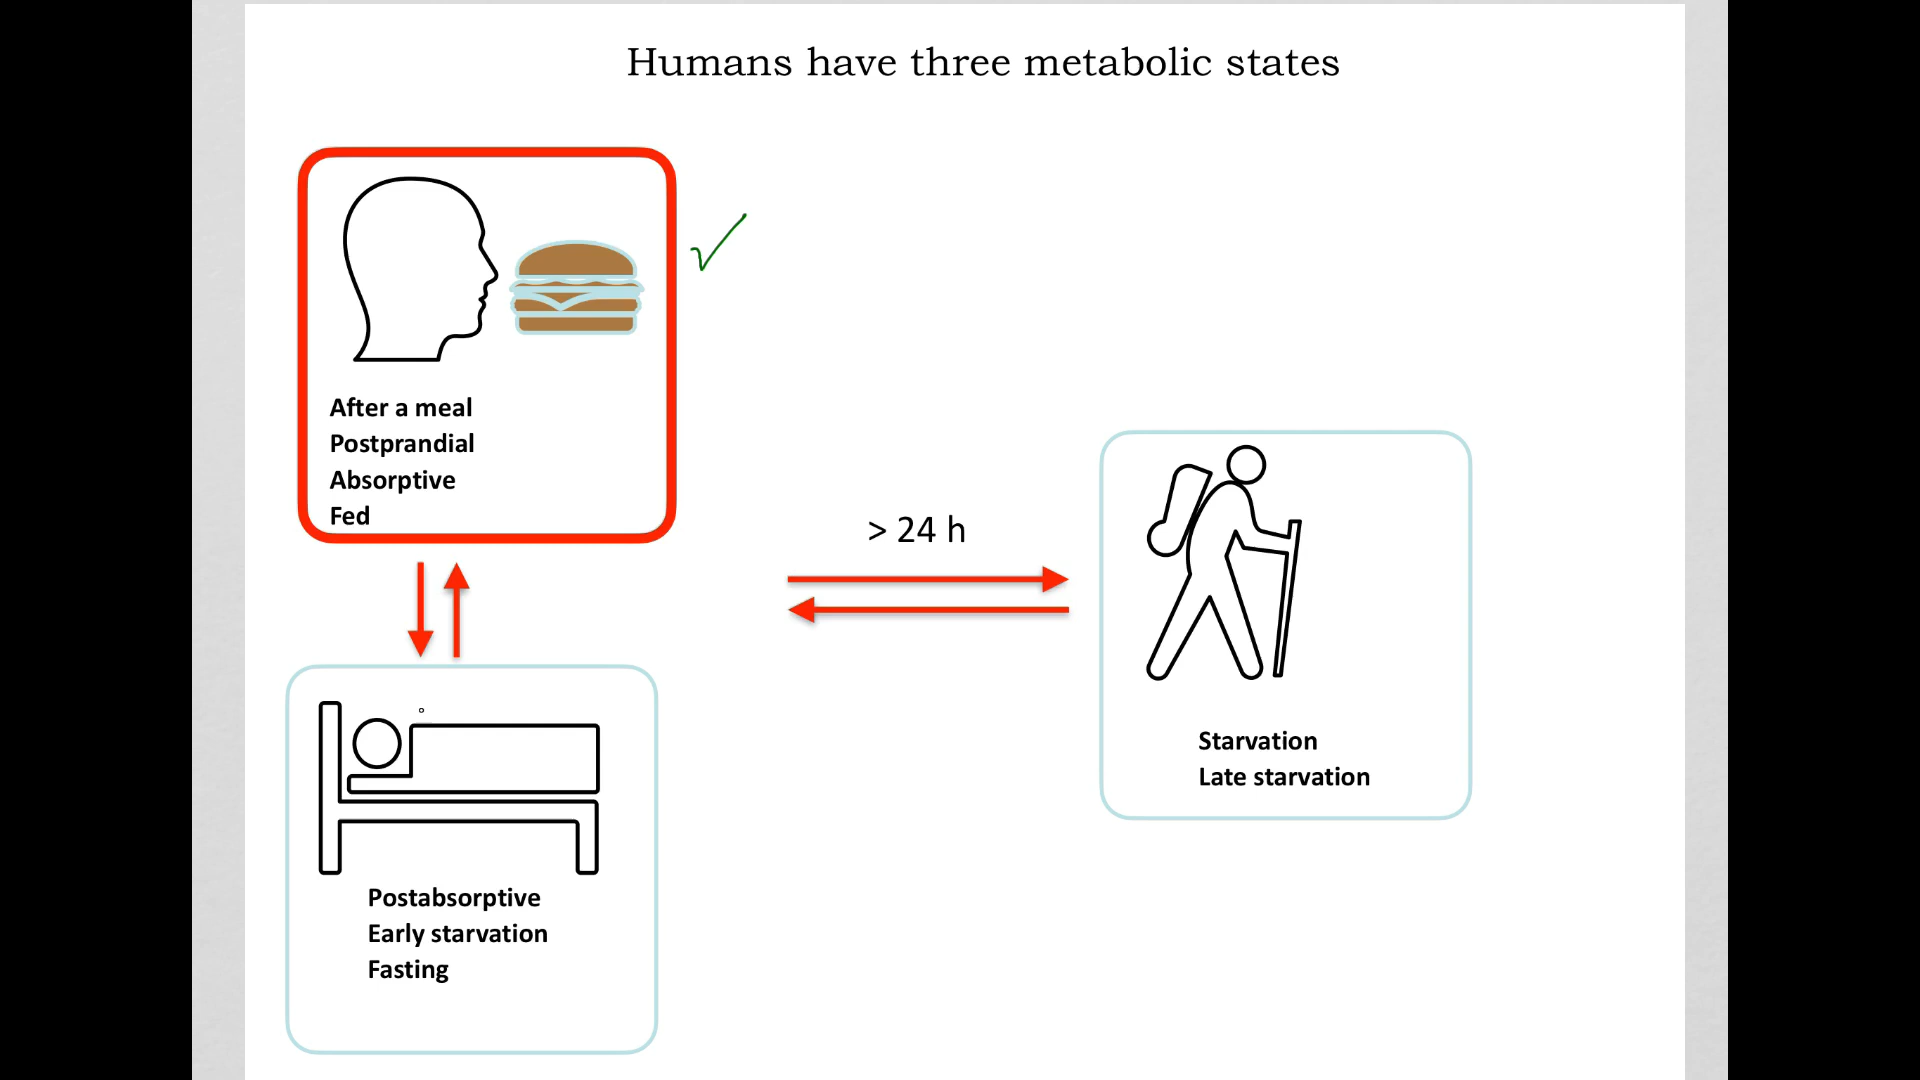 Humans have three metabolic states
After a meal
Postprandial
Absorptive
Fed
> 24 h
Starvation
Late starvation
Postabsorptive
Early starvation
Fasting